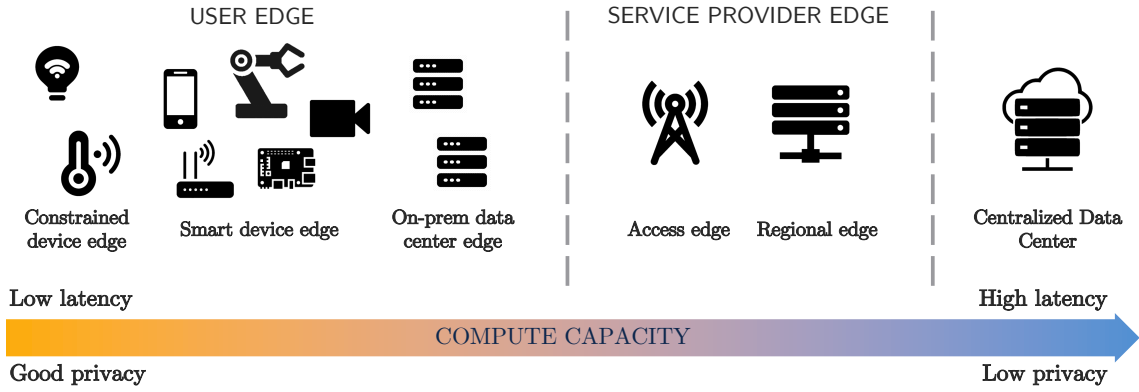 USER EDGE
SERVICE PROVIDER EDGE
Constrained
device edge
Smart device edge
On-prem data
center edge
Access edge
Regional edge
Centralized Data
Center
Low latency
High latency
COMPUTE CAPACITY
Good privacy
Low privacy